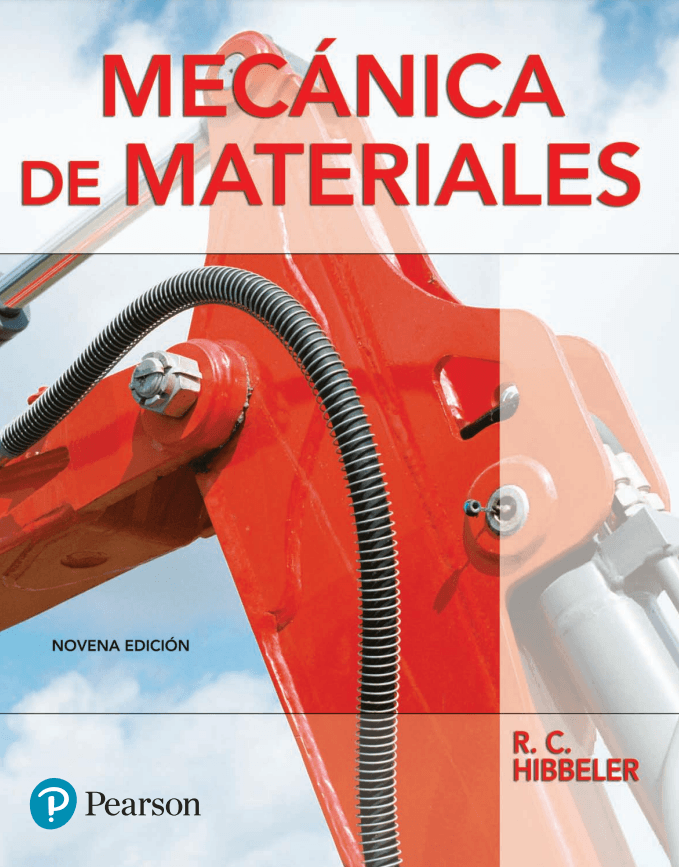 MECÁNICA
DE MATERIALES
NOVENA EDICIÓN
R. C.
HIBBELER
Pearson